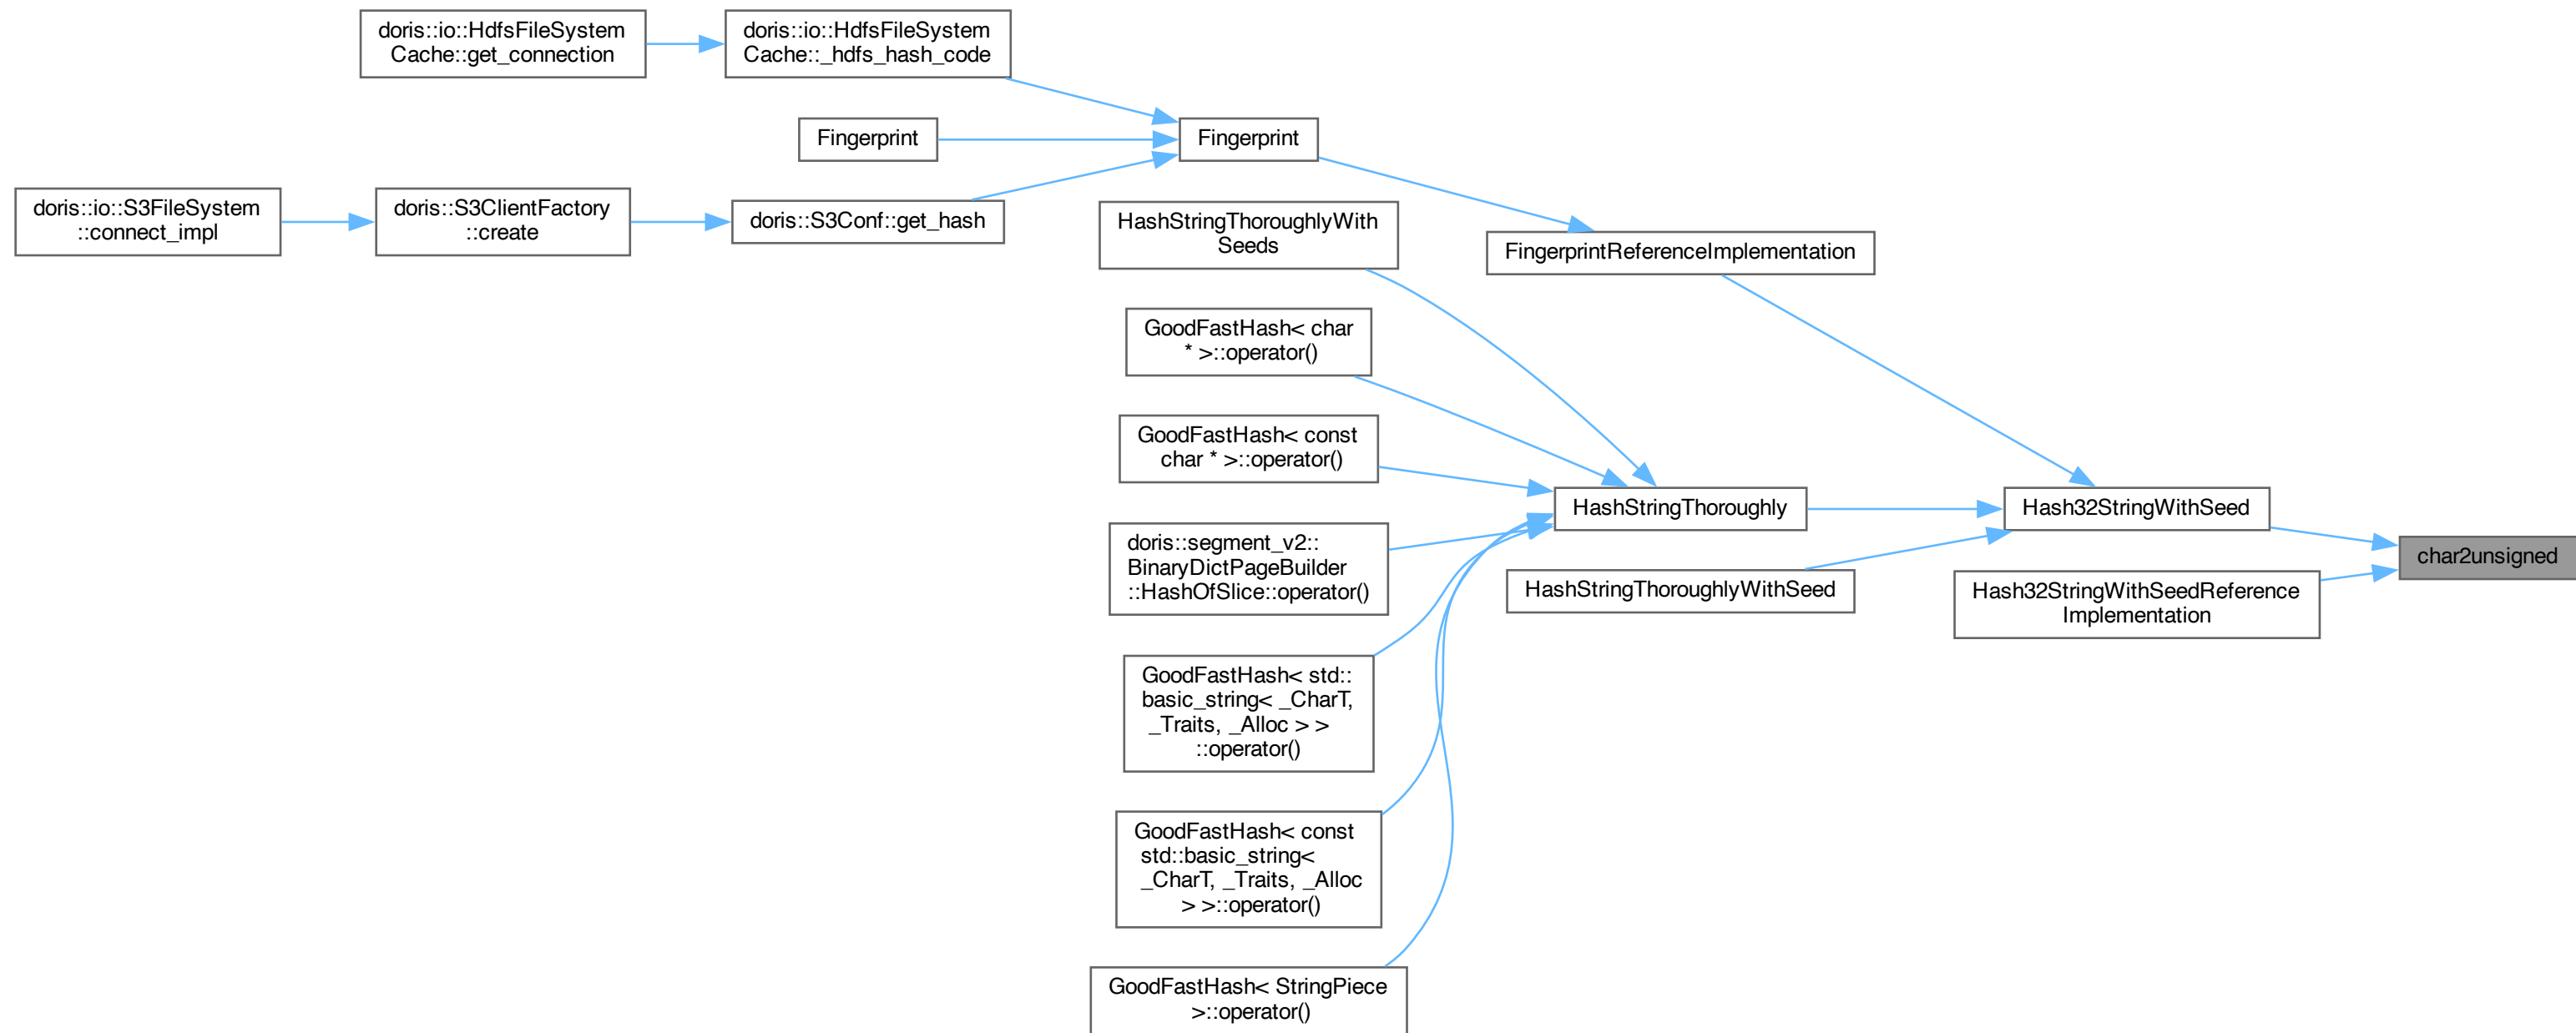 doris::io::HdfsFileSystem
Cache::get_connection
doris::io::HdfsFileSystem
Cache::_hdfs_hash_code
Fingerprint
Fingerprint
doris::io::S3FileSystem
::connect_impl
doris::S3ClientFactory
::create
doris::S3Conf::get_hash
HashStringThoroughlyWith
Seeds
FingerprintReferenceImplementation
GoodFastHash< char
* >::operator()
GoodFastHash< const
char * >::operator()
HashStringThoroughly
Hash32StringWithSeed
char2unsigned
doris::segment_v2::
BinaryDictPageBuilder
::HashOfSlice::operator()
HashStringThoroughlyWithSeed
Hash32StringWithSeedReference
Implementation
GoodFastHash< std::
basic_string< _CharT,
_Traits, _Alloc > >
::operator()
GoodFastHash< const
std::basic_string<
_CharT, _Traits, _Alloc
> >::operator()
GoodFastHash< StringPiece
>::operator()